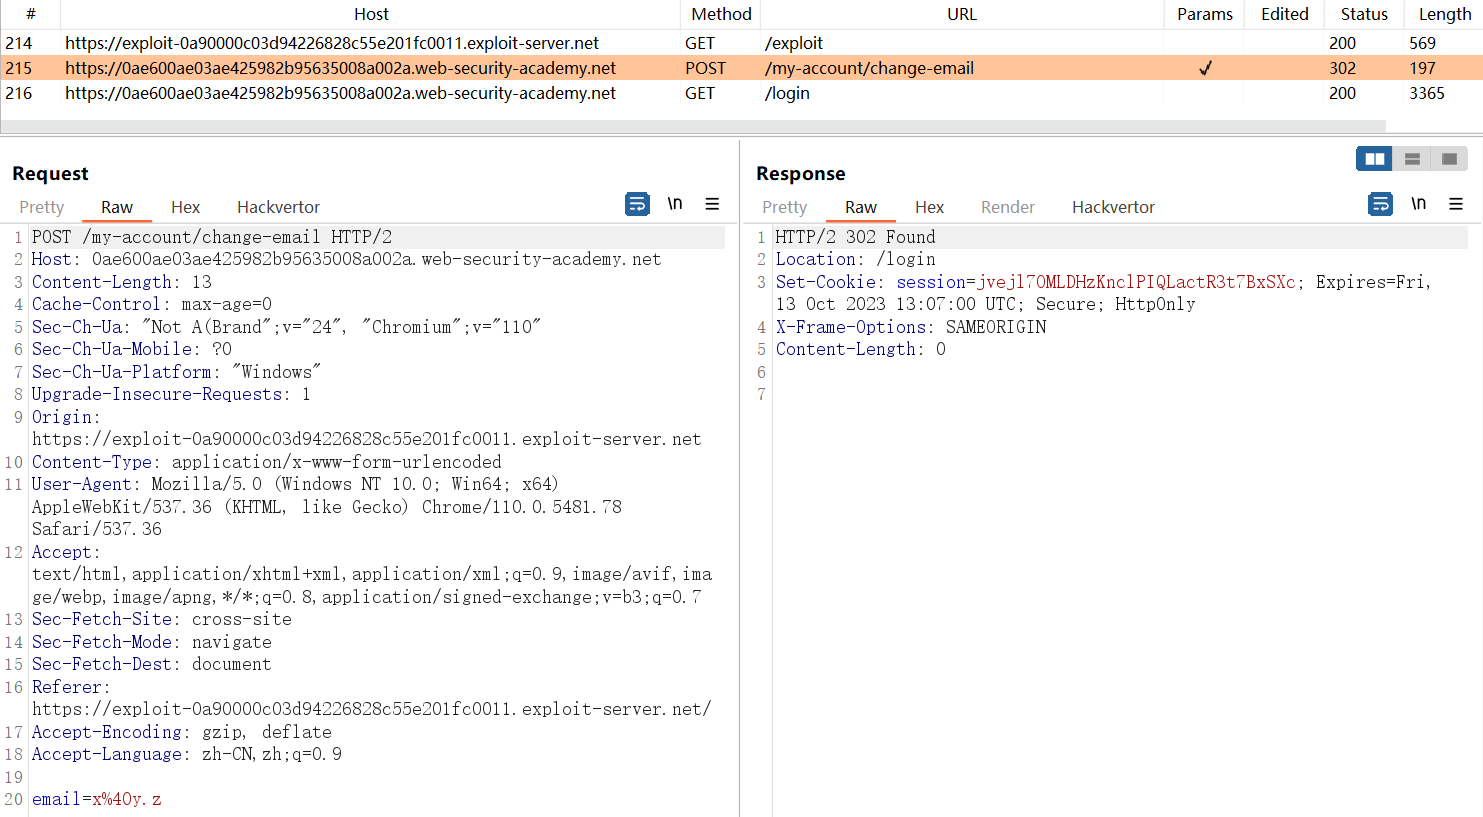 # Host Method URL Params Edited Status Length
214 https://exploit-0a90000c03d94226828c55e201fc0011.exploit-server.net GET /exploit 200 569
215 https://0ae600ae03ae425982b95635008a002a.web-security-academy.net POST /my-account/change-email ✓ 302 197
216 https://0ae600ae03ae425982b95635008a002a.web-security-academy.net GET /login 200 3365
Request
Pretty Raw Hex Hackvertor \n
1 POST /my-account/change-email HTTP/2
2 Host: 0ae600ae03ae425982b95635008a002a.web-security-academy.net
3 Content-Length: 13
4 Cache-Control: max-age=0
5 Sec-Ch-Ua: "Not A(Brand";v="24", "Chromium";v="110"
6 Sec-Ch-Ua-Mobile: ?0
7 Sec-Ch-Ua-Platform: "Windows"
8 Upgrade-Insecure-Requests: 1
9 Origin:
https://exploit-0a90000c03d94226828c55e201fc0011.exploit-server.net
10 Content-Type: application/x-www-form-urlencoded
11 User-Agent: Mozilla/5.0 (Windows NT 10.0; Win64; x64)
AppleWebKit/537.36 (KHTML, like Gecko) Chrome/110.0.5481.78
Safari/537.36
12 Accept:
text/html,application/xhtml+xml,application/xml;q=0.9,image/avif,ima
ge/webp,image/apng,*/*;q=0.8,application/signed-exchange;v=b3;q=0.7
13 Sec-Fetch-Site: cross-site
14 Sec-Fetch-Mode: navigate
15 Sec-Fetch-Dest: document
16 Referer:
https://exploit-0a90000c03d94226828c55e201fc0011.exploit-server.net/
17 Accept-Encoding: gzip, deflate
18 Accept-Language: zh-CN,zh;q=0.9
19
20 email=x%40y.z
Response
Pretty Raw Hex Render Hackvertor \n
1 HTTP/2 302 Found
2 Location: /login
3 Set-Cookie: session=jvejl7OMLDHzKnclPIQLactR3t7BxSXc; Expires=Fri,
13 Oct 2023 13:07:00 UTC; Secure; HttpOnly
4 X-Frame-Options: SAMEORIGIN
5 Content-Length: 0
6
7